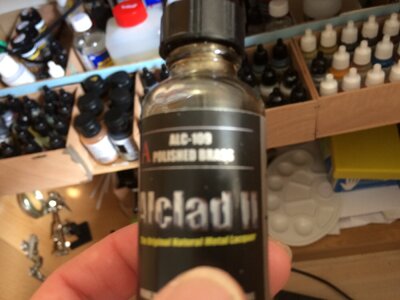 ALC-109
POLISHED BRASS
Alclad II
The Original Natural Metal Lacquer